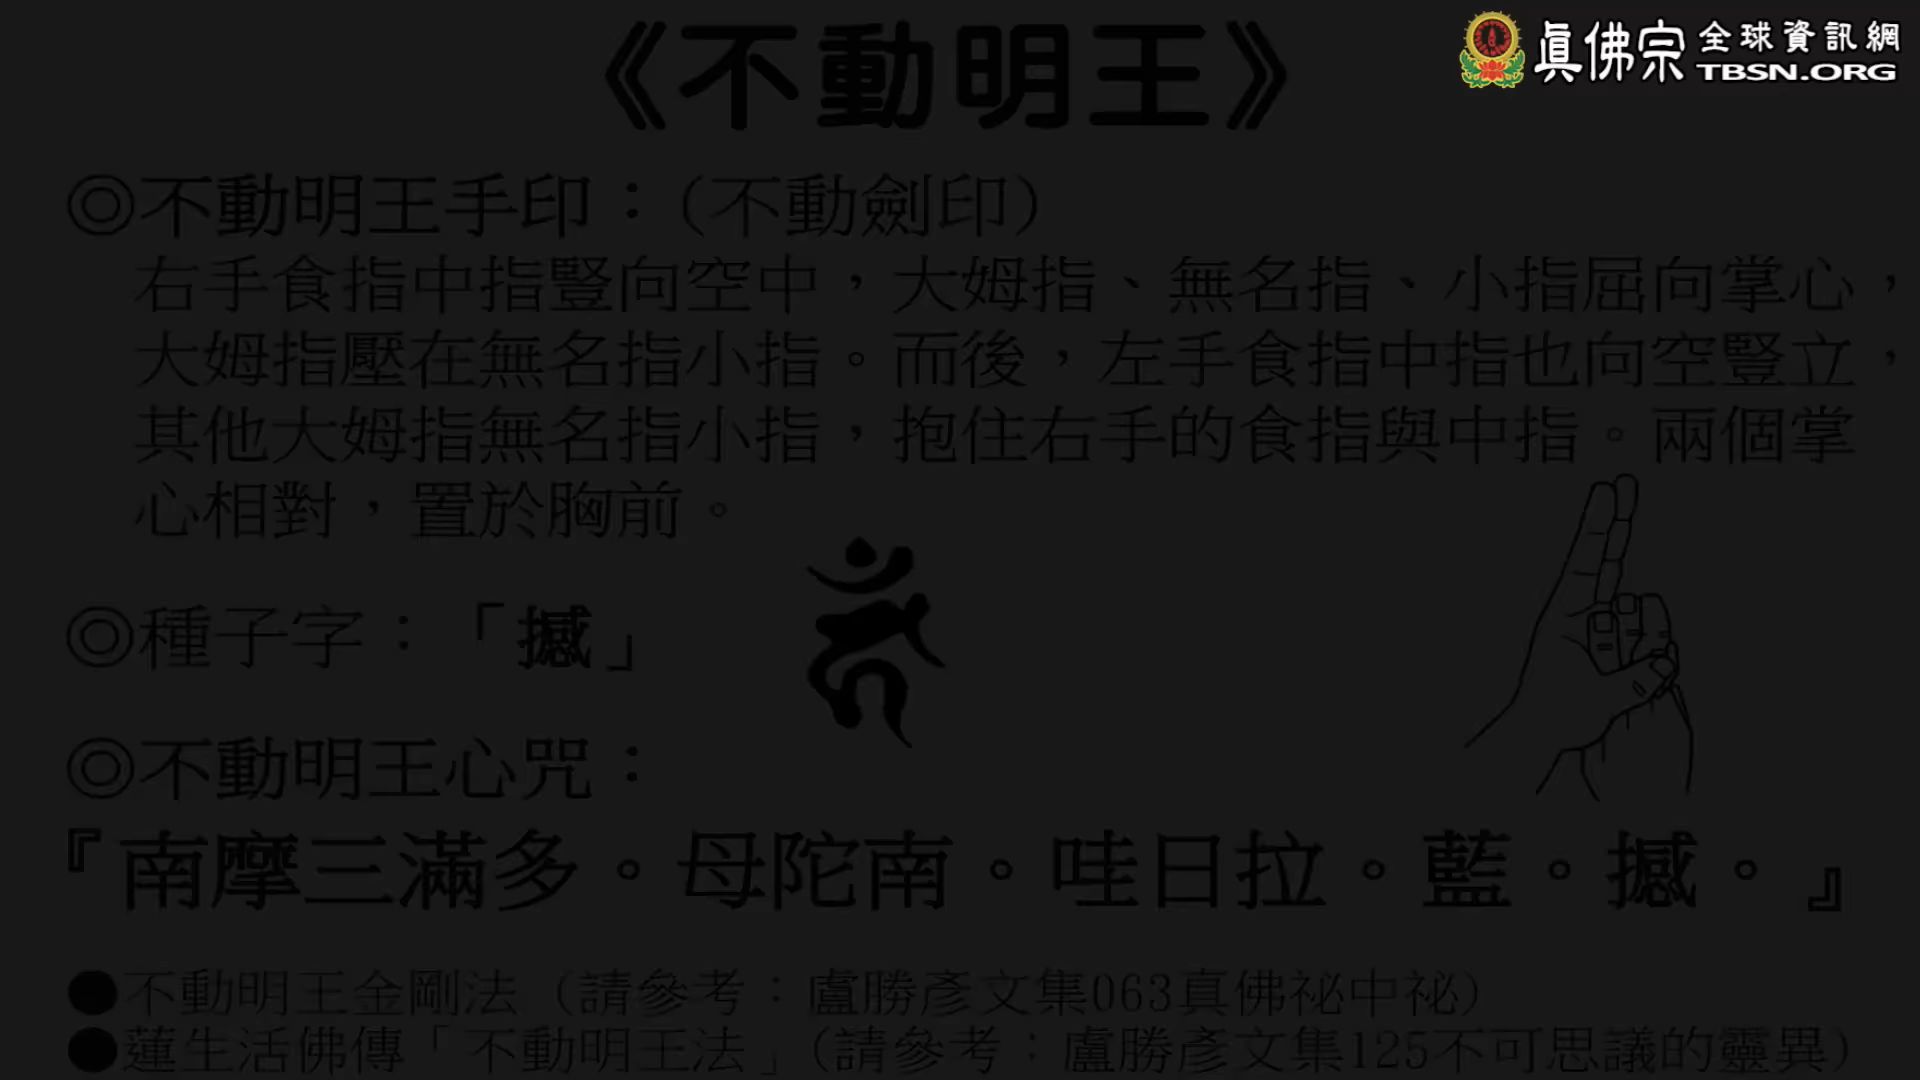 《不動明王》
真佛宗 全球資訊網
TBSN.ORG
◎不動明王手印：(不動劍印)
右手食指中指豎向空中，大姆指、無名指、小指屈向掌心，
大姆指壓在無名指小指。而後，左手食指中指也向空豎立，
其他大姆指無名指小指，抱住右手的食指與中指。兩個掌
心相對，置於胸前。
◎種子字：「撼」
◎不動明王心咒：
『南摩三滿多。母陀南。哇日拉。藍。撼。』
●不動明王金剛法（請參考：盧勝彥文集063真佛祕中祕）
●蓮生活佛傳「不動明王法」（請參考：盧勝彥文集125不可思議的靈異）